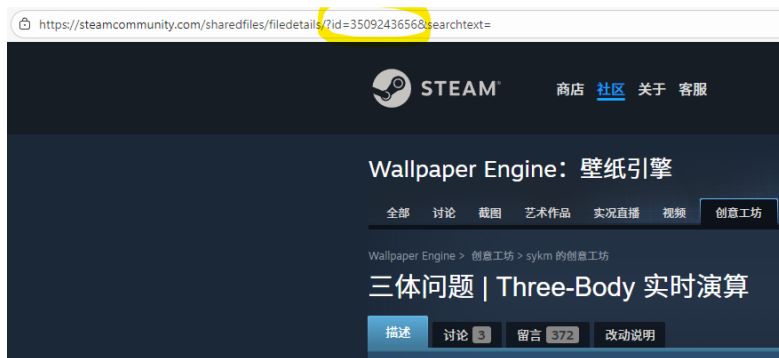 https://steamcommunity.com/sharedfiles/filedetails/?id=3509243656&searchtext=
STEAM®
商店 社区 关于 客服
Wallpaper Engine：壁纸引擎
全部 讨论 截图 艺术作品 实况直播 视频 创意工坊
Wallpaper Engine > 创意工坊 > sykm 的创意工坊
三体问题 | Three-Body 实时演算
描述 讨论 3 留言 372 改动说明